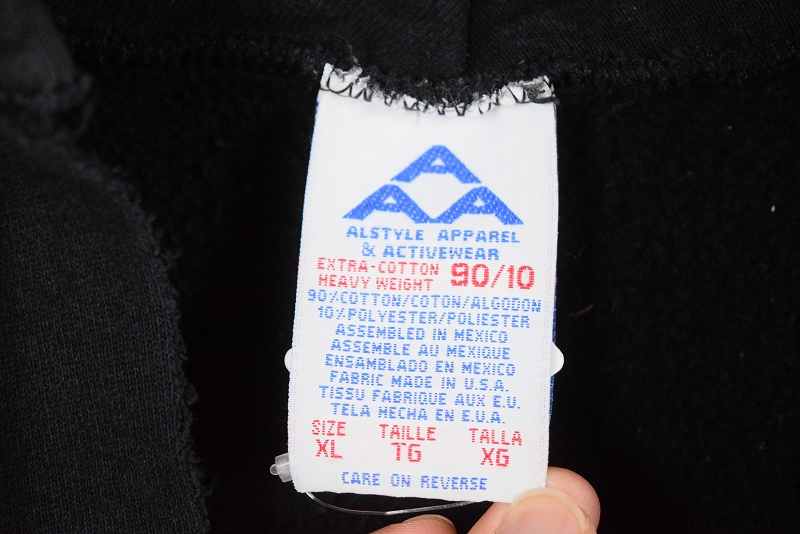 A
A A
ALSTYLE APPAREL
& ACTIVEWEAR
EXTRA-COTTON 90/10
HEAVY WEIGHT
90%COTTON/COTON/ALGODON
10%POLYESTER/POLIESTER
ASSEMBLED IN MEXICO
ASSEMBLE AU MEXIQUE
ENSAMBLADO EN MEXICO
FABRIC MADE IN U.S.A.
TISSU FABRIQUE AUX E.U.
TELA HECHA EN E.U.A.
SIZE TAILLE TALLA
XL TG XG
CARE ON REVERSE